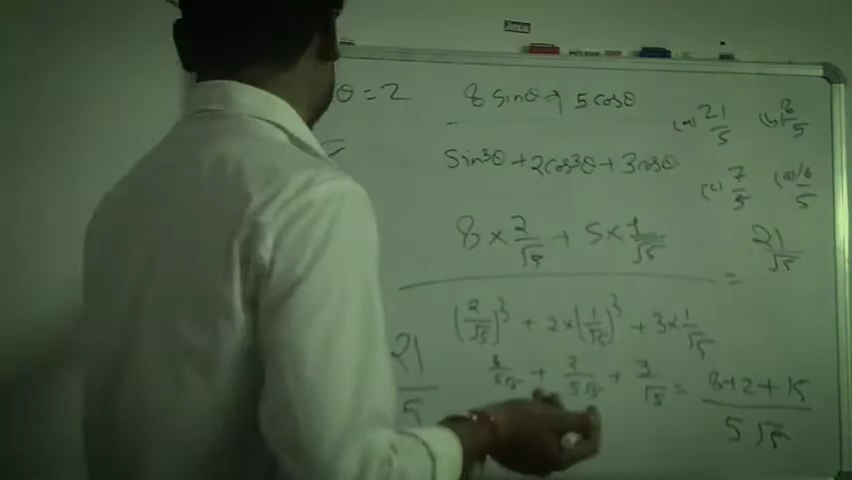 θ = 2
8 sinθ + 5 cosθ
sin³θ + 2cos³θ + 3cosθ
(a) 21/5 (b) 8/5
(c) 7/5
8 × 2/√5 + 5 × 1/√5
= 21/√5
(2/√5)³ + 2 × (1/√5)³ + 3 × 1/√5
8/5√5 + 2/5√5 + 3/√5 = 8+2+15/5√5
21/5